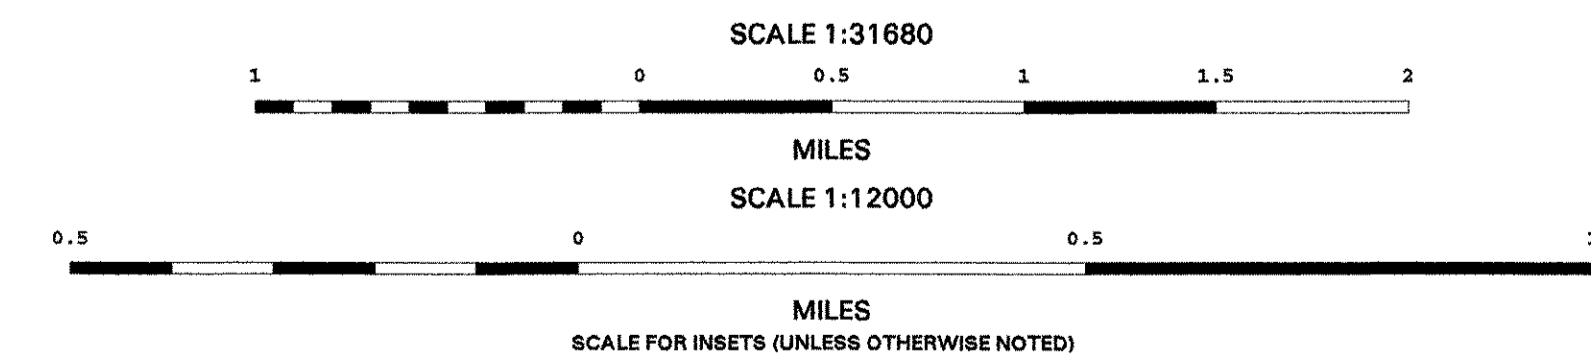 SCALE 1:31680
1 0 0.5 1 1.5 2
MILES
SCALE 1:12000
0.5 0 0.5
MILES
SCALE FOR INSETS (UNLESS OTHERWISE NOTED)